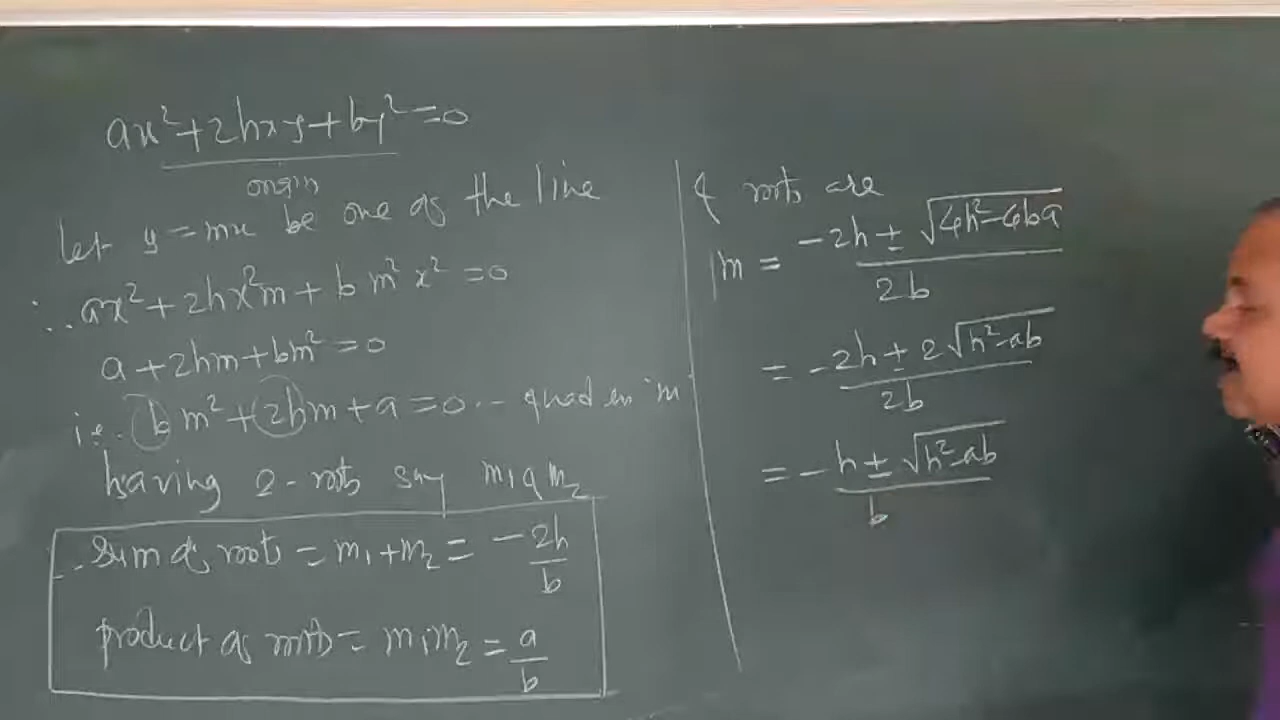 ax²+2hxy+by²=0
origin
let y=mx be one of the line
∴ ax²+2hx²m+bm²x²=0
a+2hm+bm²=0
i.e. bm²+2hm+a=0 -- quad in 'm'
having 2-roots say m₁ & m₂
sum of roots = m₁+m₂ = -2h/b
product of roots = m₁m₂ = a/b
& roots are
m = -2h ± √4h²-4ba / 2b
= -2h ± 2√h²-ab / 2b
= -h ± √h²-ab / b